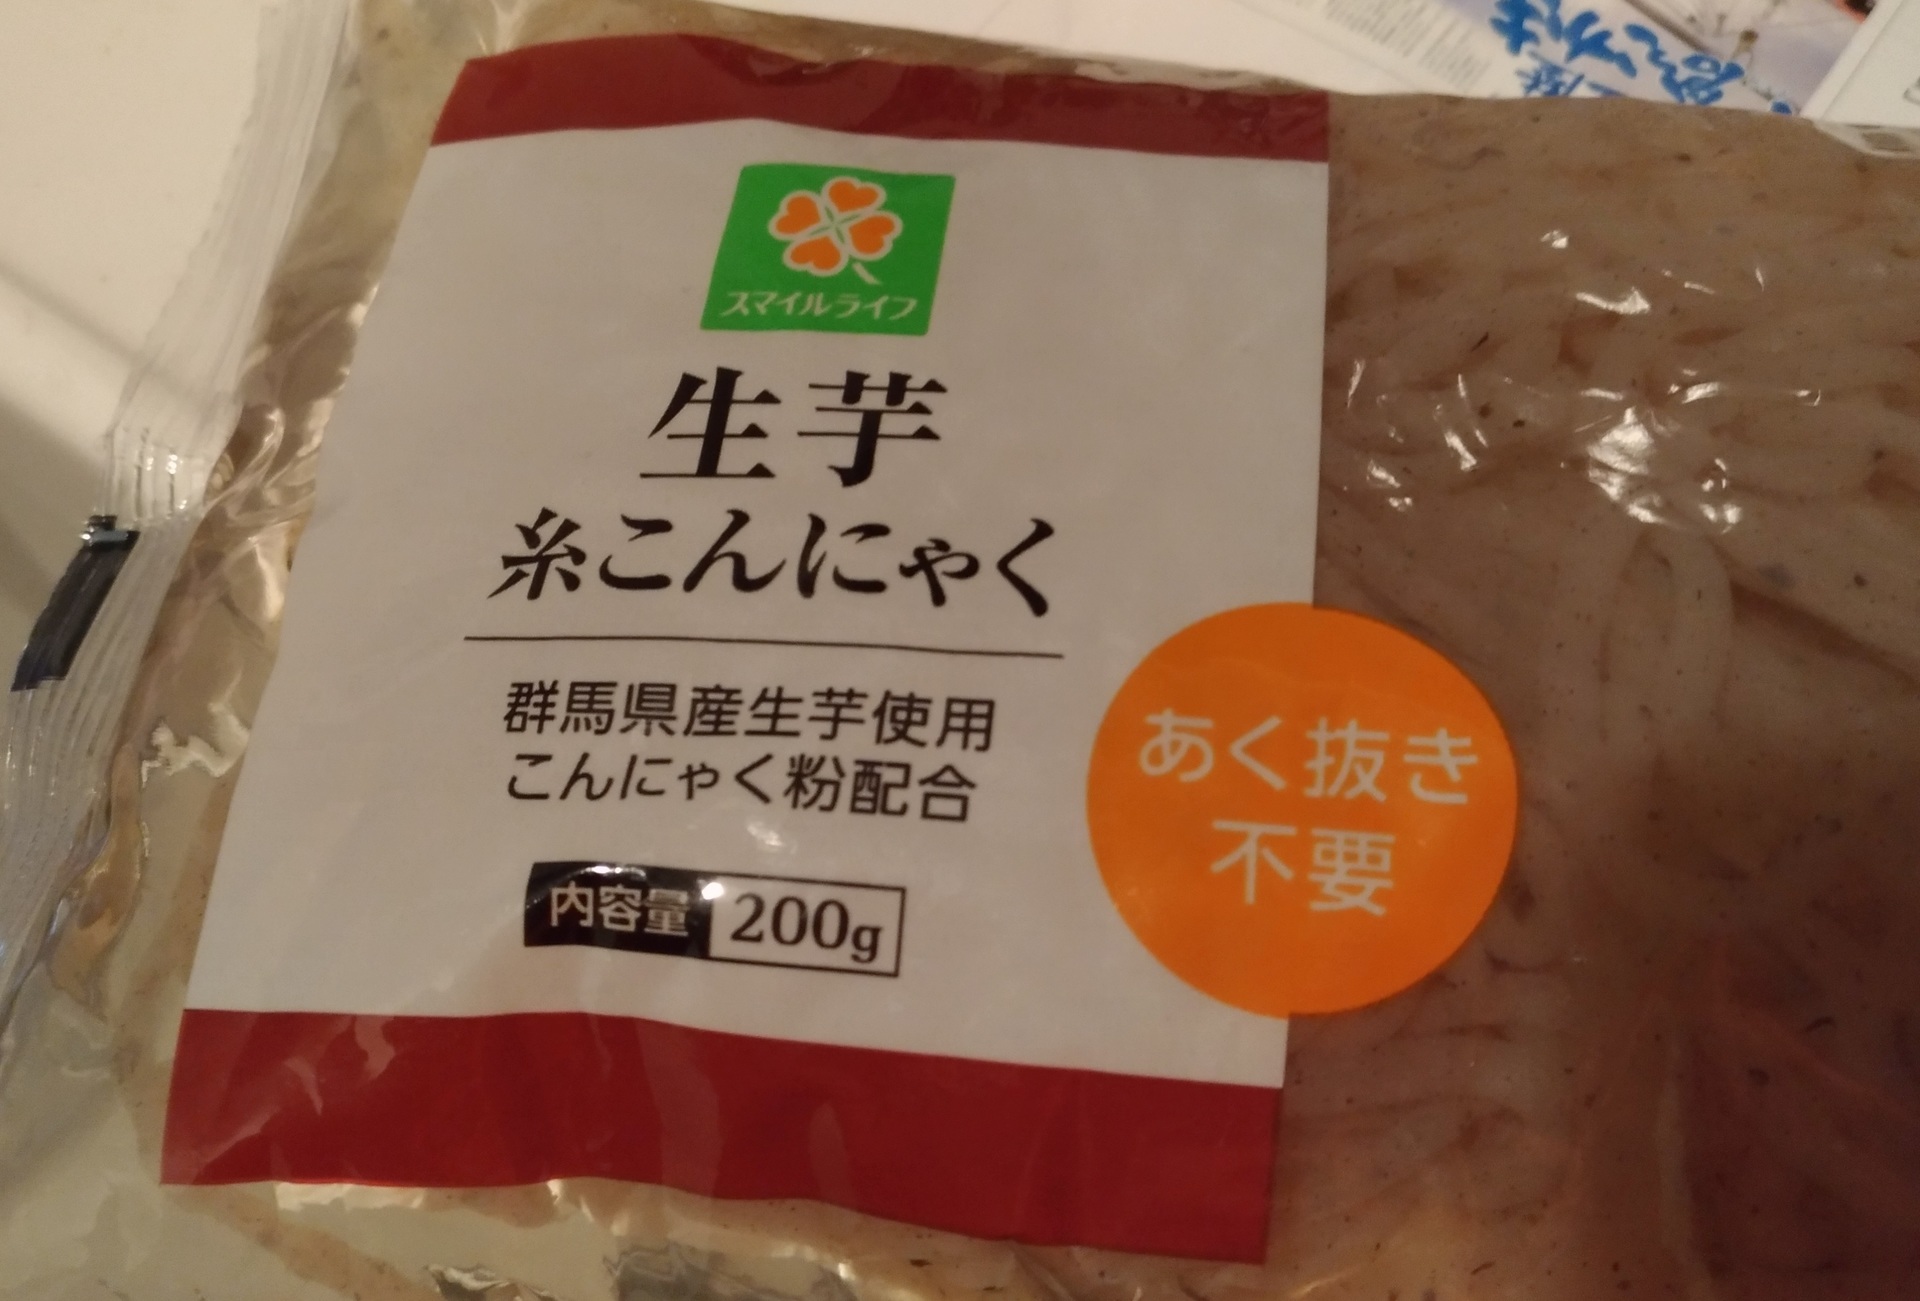 スマイルライフ
生芋
糸こんにゃく
群馬県産生芋使用
こんにゃく粉配合
あく抜き
不要
内容量 200g